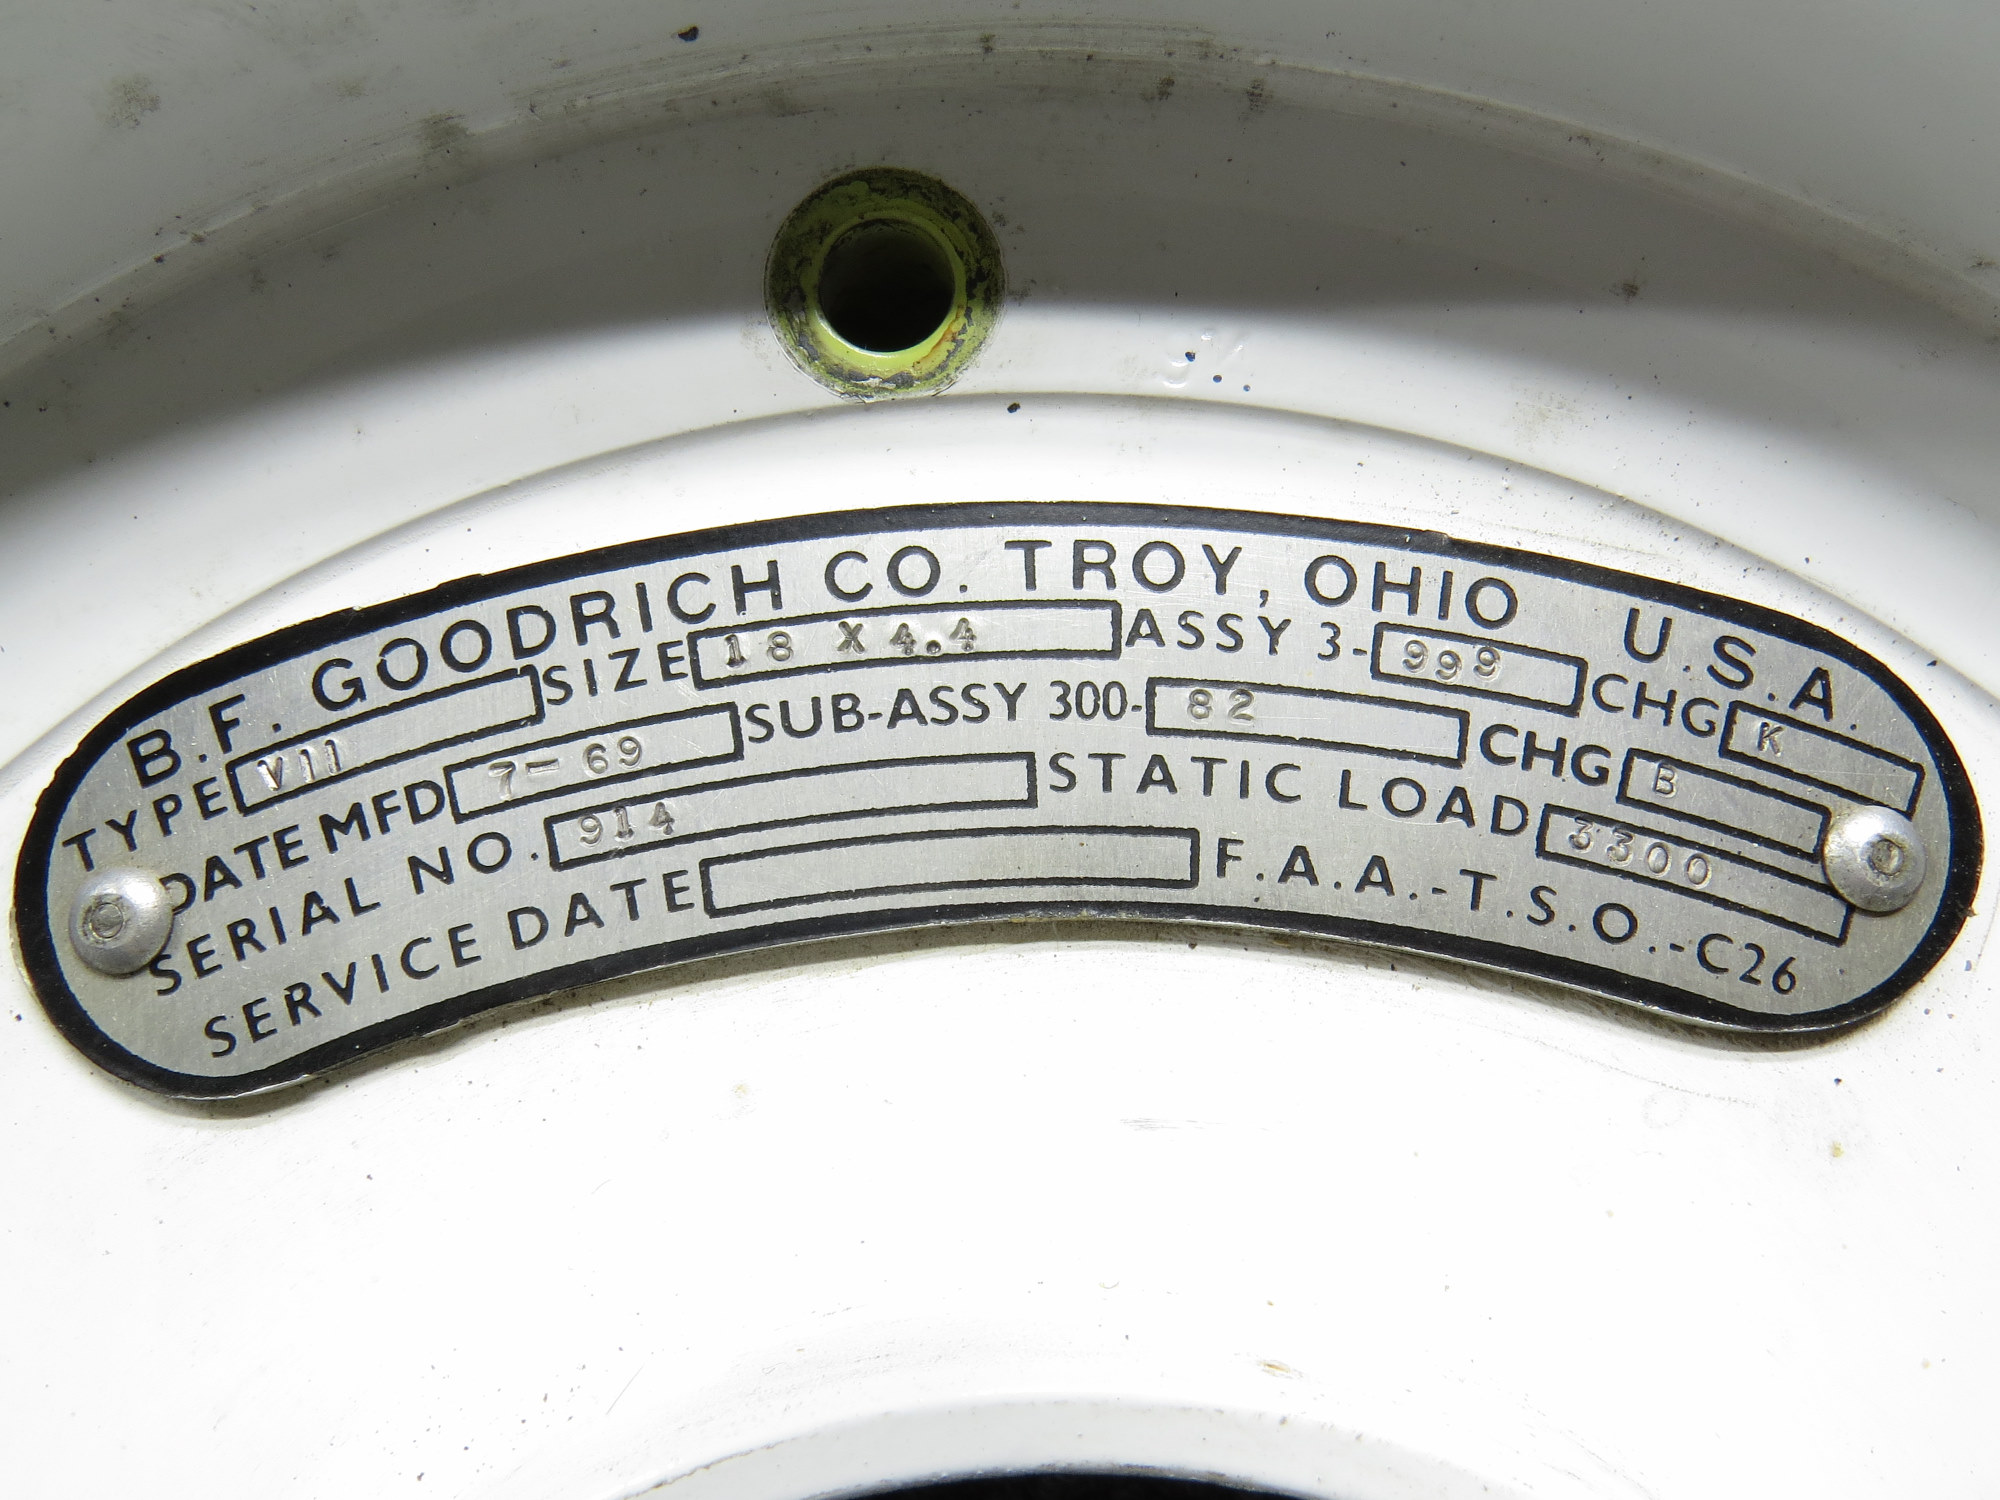 B.F. GOODRICH CO. TROY, OHIO U.S.A.
TYPE VII SIZE 18 X 4.4 ASSY 3-999 CHG K
DATE MFD 7-69 SUB-ASSY 300-82 CHG B
SERIAL NO. 914 STATIC LOAD 3300
SERVICE DATE F.A.A.-T.S.O.-C26